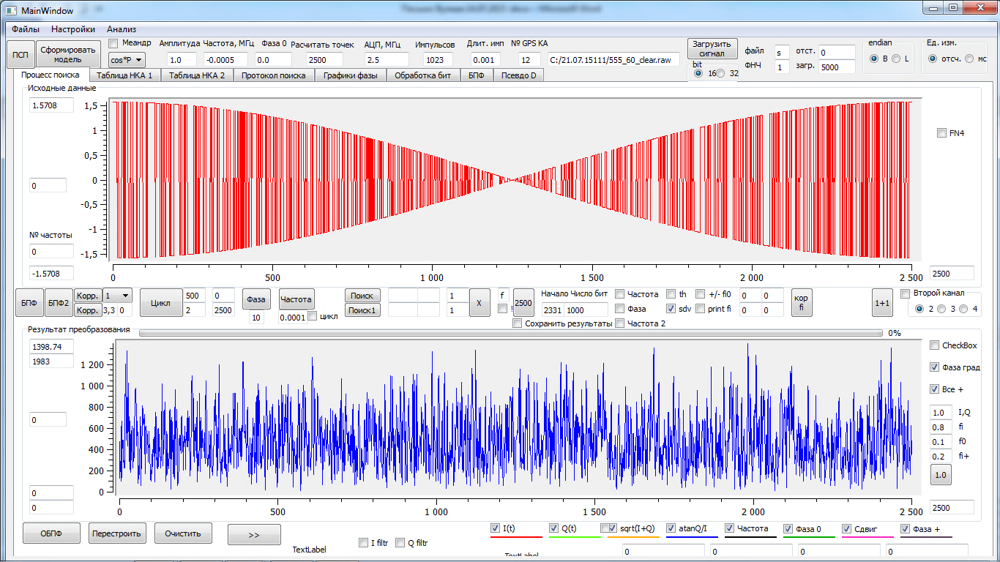 MainWindow
Файлы Настройки Анализ
ПСП Сформировать модель Меандр Амплитуда Частота, МГц Фаза 0 Расчитать точек АЦП, МГц Импульсов Длит. имп № GPS КА Загрузить сигнал файл s отст. 0 endian Ед. изм.
cos*P 1.0 -0.0005 0.0 2500 2.5 1023 0.001 12 C:/21.07.15111/555_60_clear.raw bit 16 32 ФНЧ 1 загр. 5000 B L отсч. мс
Процесс поиска Таблица НКА 1 Таблица НКА 2 Протокол поиска Графики фазы Обработка бит БПФ Псевдо D
Исходные данные
1.5708
1,5
1
0,5
0
-0,5
-1
-1,5
0
№ частоты
0
-1.5708
FN4
0 500 1 000 1 500 2 000 2 500
2500
БПФ БПФ2 Корр. 1 Цикл 500 0 Фаза Частота Поиск 1 X f 2500 Начало Число бит Частота th +/- fi0 0 0 кор fi 1+1 Второй канал
Корр. 3,3 0 2 2500 10 0.0001 цикл Поиск1 1 ! 2331 1000 Фаза sdv print fi 0 0 2 3 4
Сохранить результаты Частота 2
Результат преобразования 0%
1398.74
1983
0
0
0
1 200
1 000
800
600
400
200
0
0 500 1 000 1 500 2 000 2 500
CheckBox
Фаза град
Все +
1.0 I,Q
0.8 fi
0.1 f0
0.2 fi+
1.0
2500
ОБПФ Перестроить Очистить >> I filtr Q filtr I(t) Q(t) sqrt(I+Q) atanQ/I Частота Фаза 0 Сдвиг Фаза +
TextLabel TextLabel 0 0 0 0